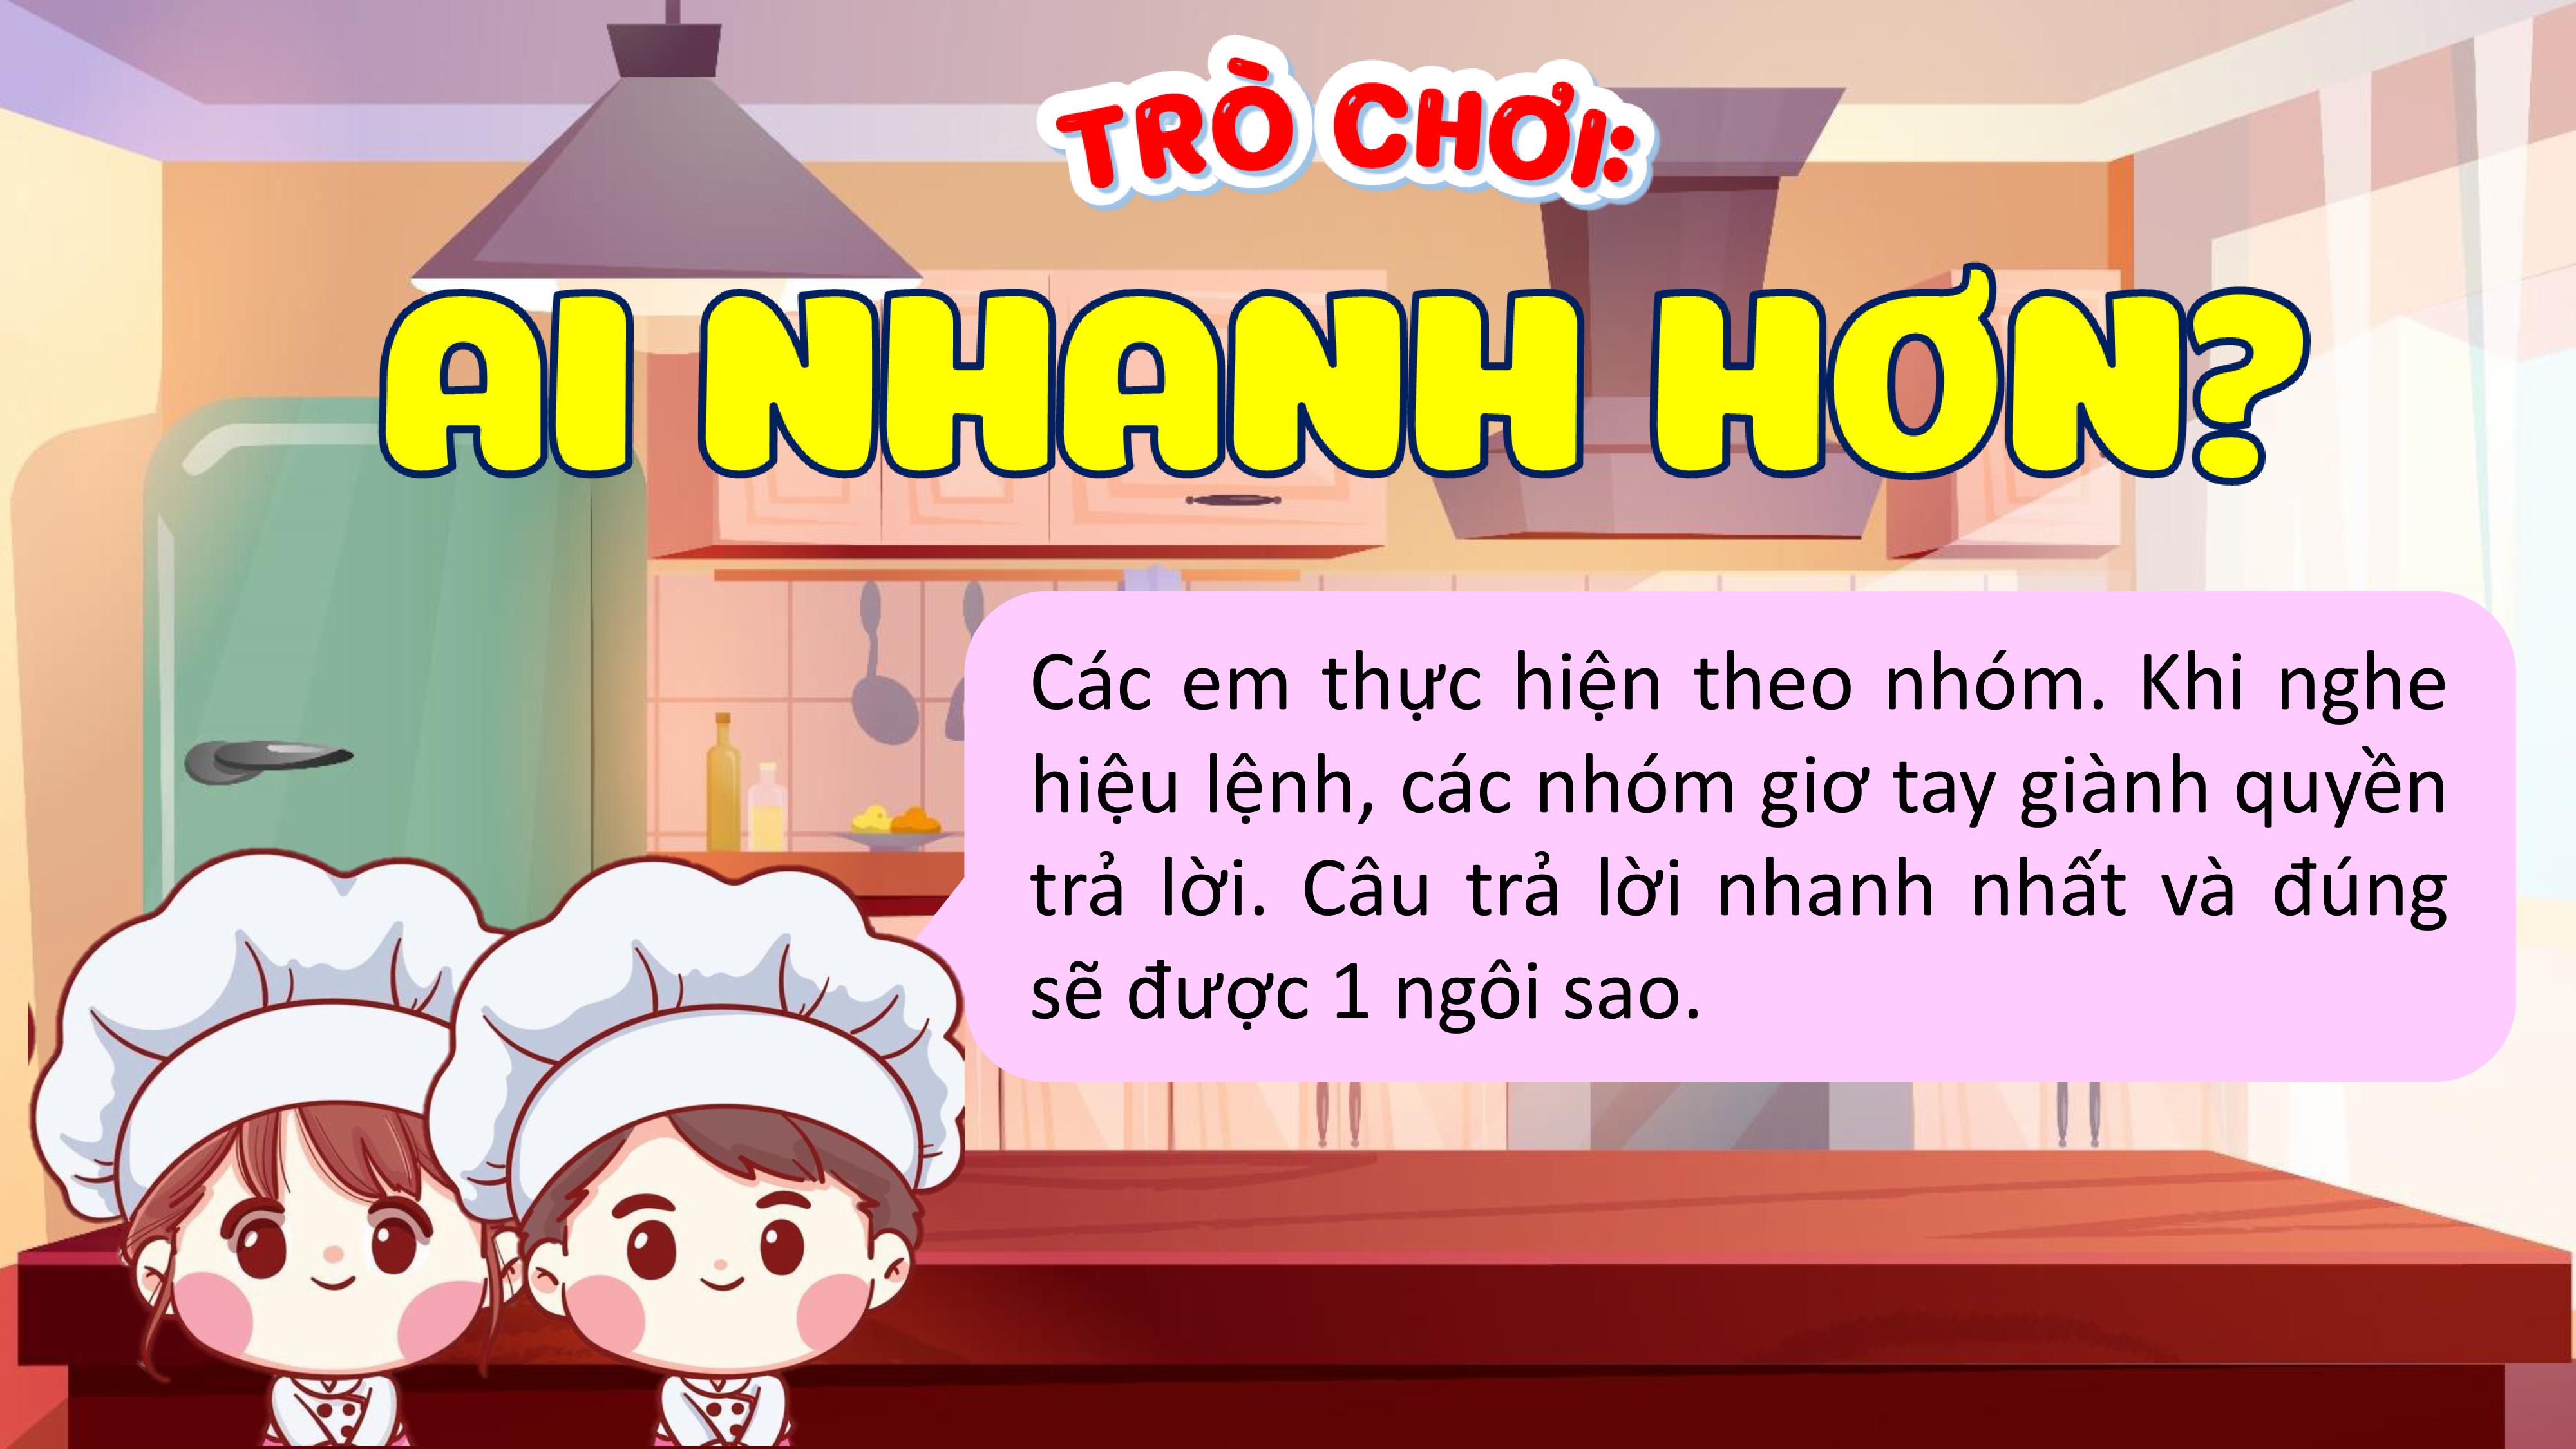 TRÒ CHƠI:
AI NHANH HƠN?
Các em thực hiện theo nhóm. Khi nghe
hiệu lệnh, các nhóm giơ tay giành quyền
trả lời. Câu trả lời nhanh nhất và đúng
sẽ được 1 ngôi sao.